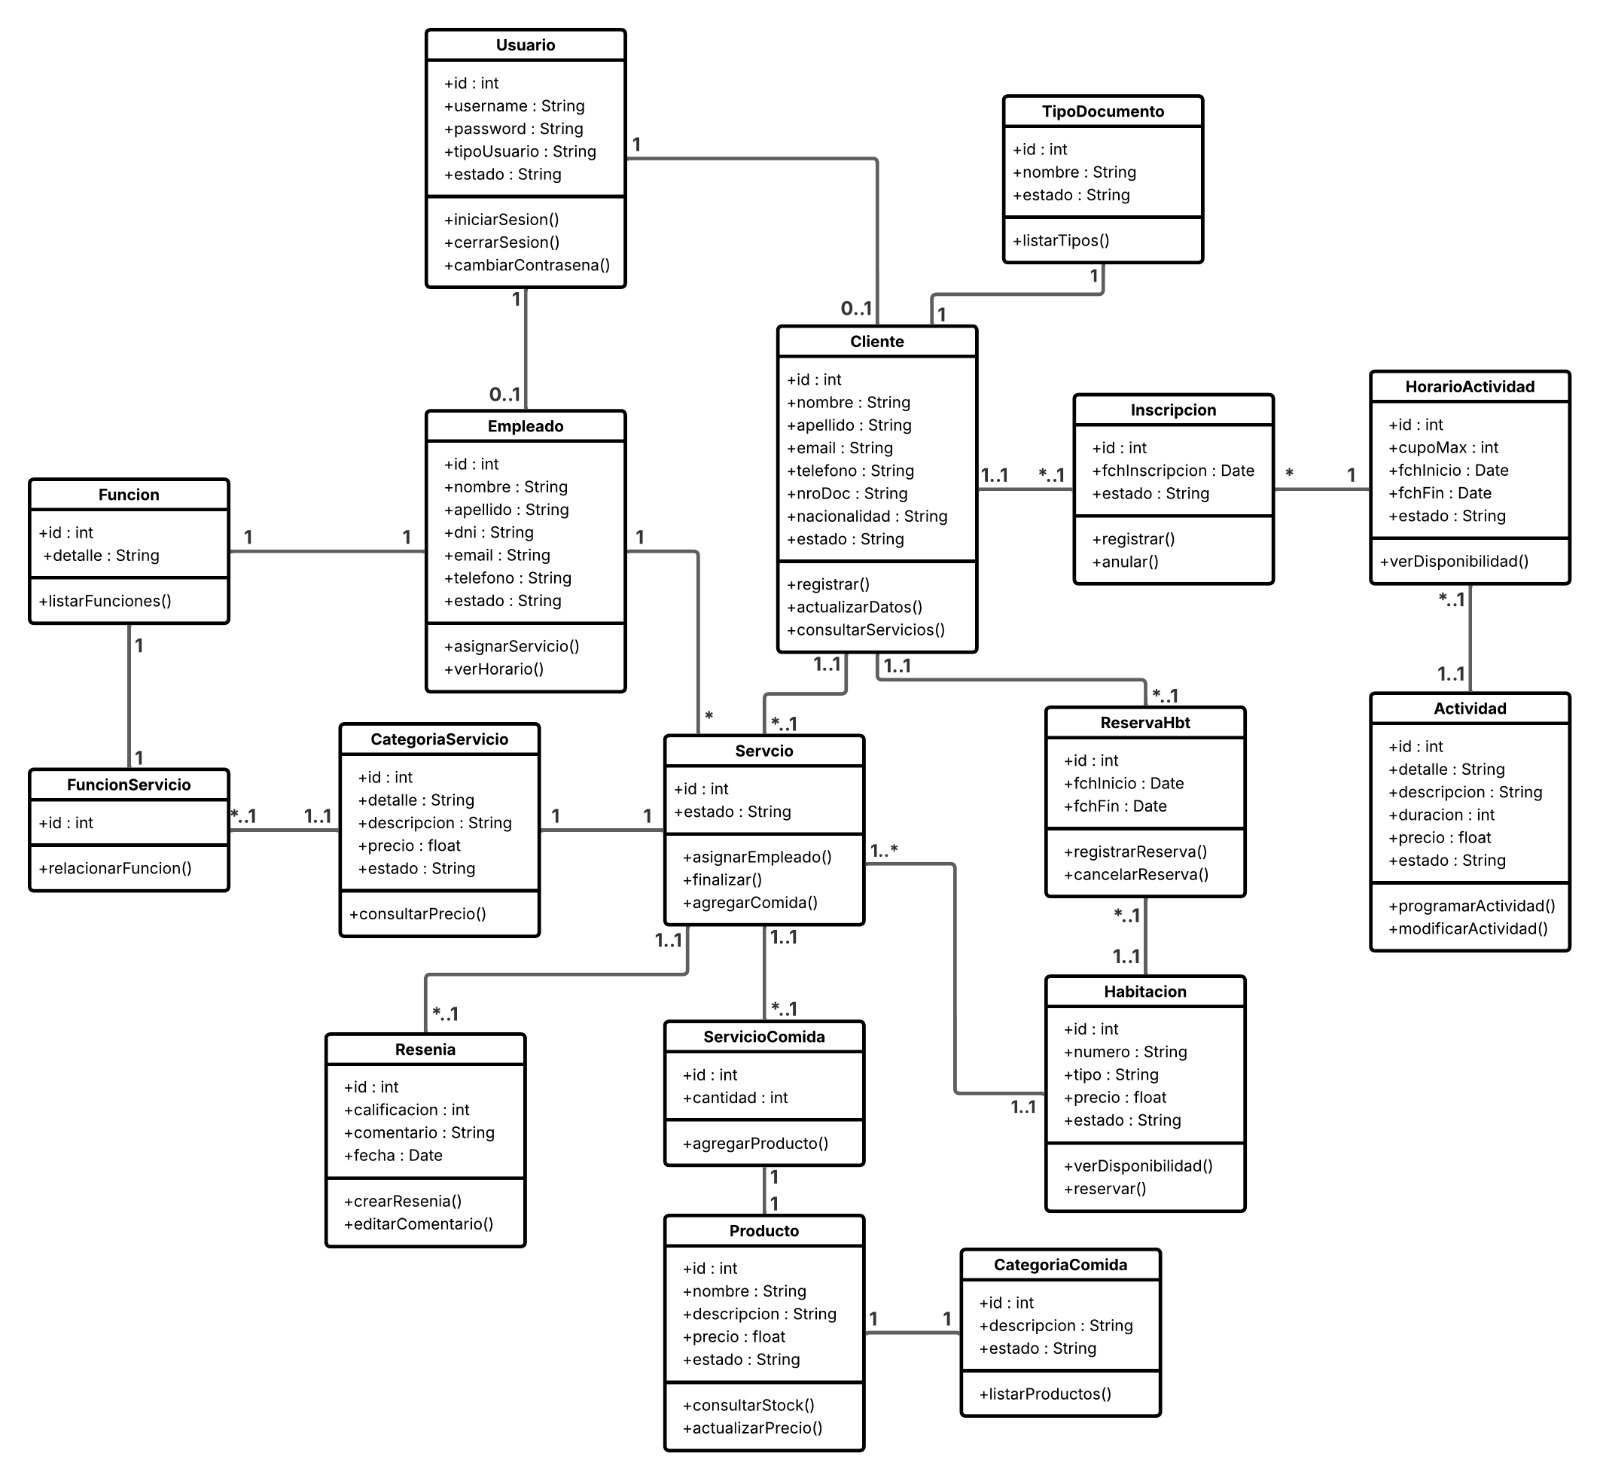 Usuario
+id : int
+username : String
+password : String
+tipoUsuario : String
+estado : String
+iniciarSesion()
+cerrarSesion()
+cambiarContrasena()
1
0..1
1
0..1
TipoDocumento
+id : int
+nombre : String
+estado : String
+listarTipos()
1
1
Cliente
+id : int
+nombre : String
+apellido : String
+email : String
+telefono : String
+nroDoc : String
+nacionalidad : String
+estado : String
+registrar()
+actualizarDatos()
+consultarServicios()
1..1
*..1
Inscripcion
+id : int
+fchInscripcion : Date
+estado : String
+registrar()
+anular()
*
1
HorarioActividad
+id : int
+cupoMax : int
+fchInicio : Date
+fchFin : Date
+estado : String
+verDisponibilidad()
*..1
1..1
Actividad
+id : int
+detalle : String
+descripcion : String
+duracion : int
+precio : float
+estado : String
+programarActividad()
+modificarActividad()
Empleado
+id : int
+nombre : String
+apellido : String
+dni : String
+email : String
+telefono : String
+estado : String
+asignarServicio()
+verHorario()
1
*
Funcion
+id : int
+detalle : String
+listarFunciones()
1
1
1
1
FuncionServicio
+id : int
+relacionarFuncion()
*..1
1..1
CategoriaServicio
+id : int
+detalle : String
+descripcion : String
+precio : float
+estado : String
+consultarPrecio()
1
1
1..1
*..1
Servcio
+id : int
+estado : String
+asignarEmpleado()
+finalizar()
+agregarComida()
1..*
1..1
1..1
*..1
ReservaHbt
+id : int
+fchInicio : Date
+fchFin : Date
+registrarReserva()
+cancelarReserva()
*..1
1..1
Habitacion
+id : int
+numero : String
+tipo : String
+precio : float
+estado : String
+verDisponibilidad()
+reservar()
1..1
*..1
Resenia
+id : int
+calificacion : int
+comentario : String
+fecha : Date
+crearResenia()
+editarComentario()
1..1
*..1
ServicioComida
+id : int
+cantidad : int
+agregarProducto()
1
1
Producto
+id : int
+nombre : String
+descripcion : String
+precio : float
+estado : String
+consultarStock()
+actualizarPrecio()
1
1
CategoriaComida
+id : int
+descripcion : String
+estado : String
+listarProductos()